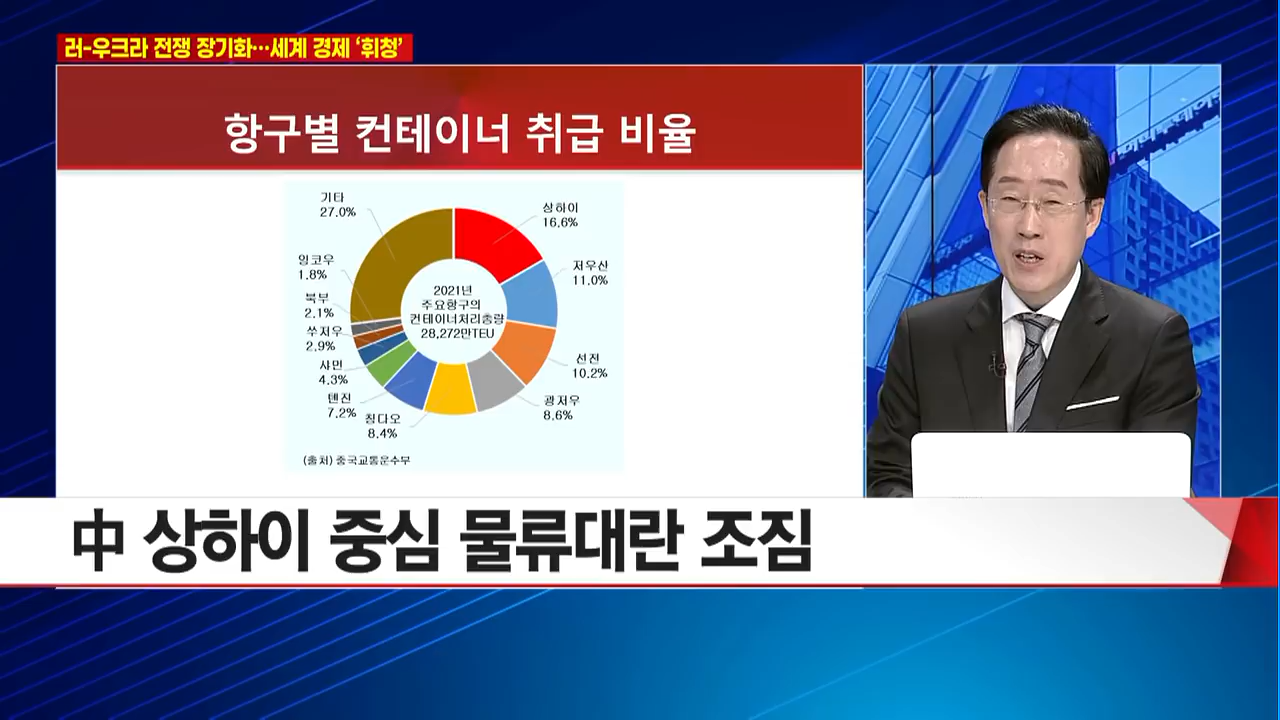 러-우크라 전쟁 장기화…세계 경제 ‘휘청’
항구별 컨테이너 취급 비율
기타
27.0%
상하이
16.6%
잉코우
1.8%
저우산
11.0%
북부
2.1%
2021년
주요항구의
컨테이너처리총량
28,272만TEU
쑤저우
2.9%
선전
10.2%
샤먼
4.3%
톈진
7.2%
광저우
8.6%
칭다오
8.4%
(출처) 중국교통운수부
中 상하이 중심 물류대란 조짐